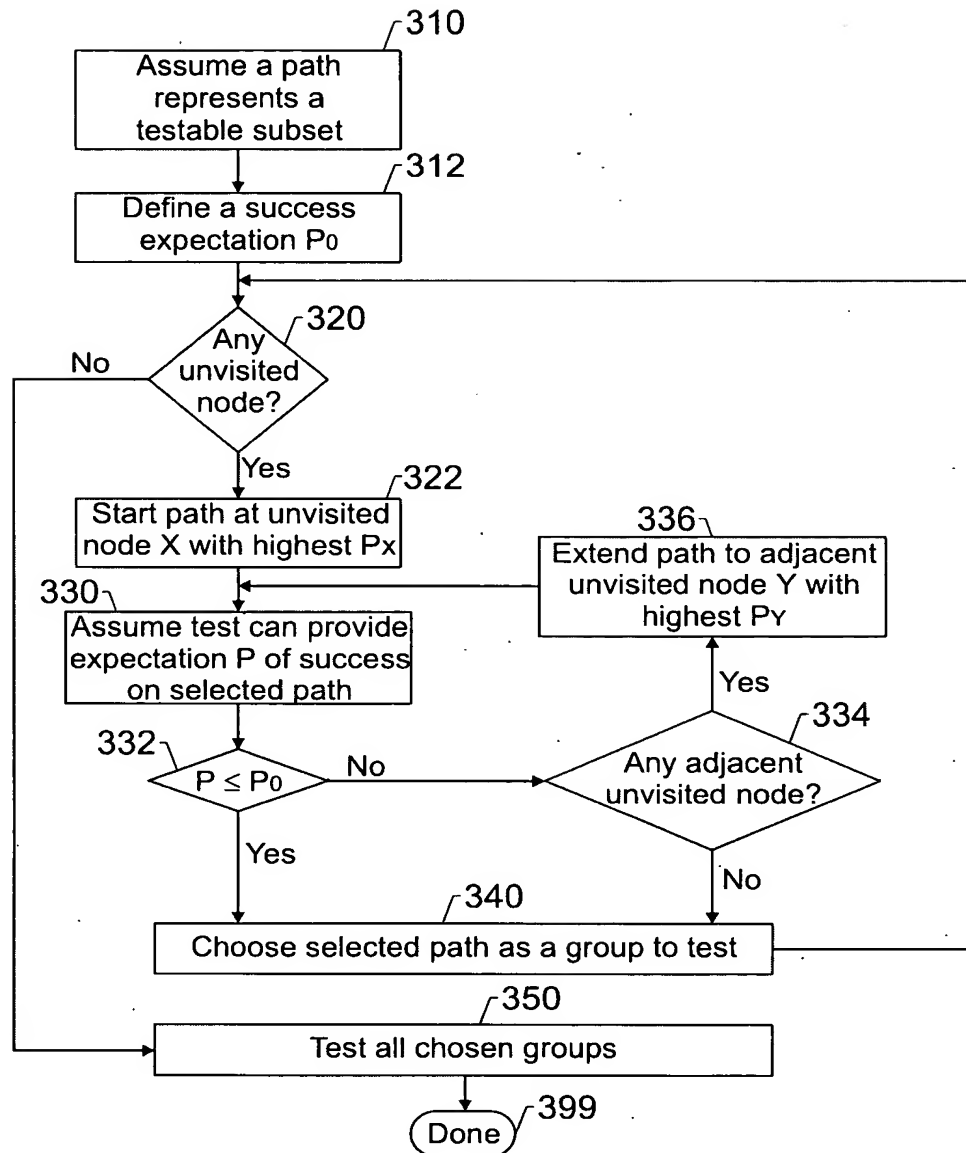 310
Assume a path
represents a
testable subset
312
Define a success
expectation P0
320
Any
unvisited
node?
No
Yes
322
Start path at unvisited
node X with highest PX
336
Extend path to adjacent
unvisited node Y with
highest PY
330
Assume test can provide
expectation P of success
on selected path
Yes
334
332
P ≤ P0
No
Any adjacent
unvisited node?
Yes
No
340
Choose selected path as a group to test
350
Test all chosen groups
Done
399